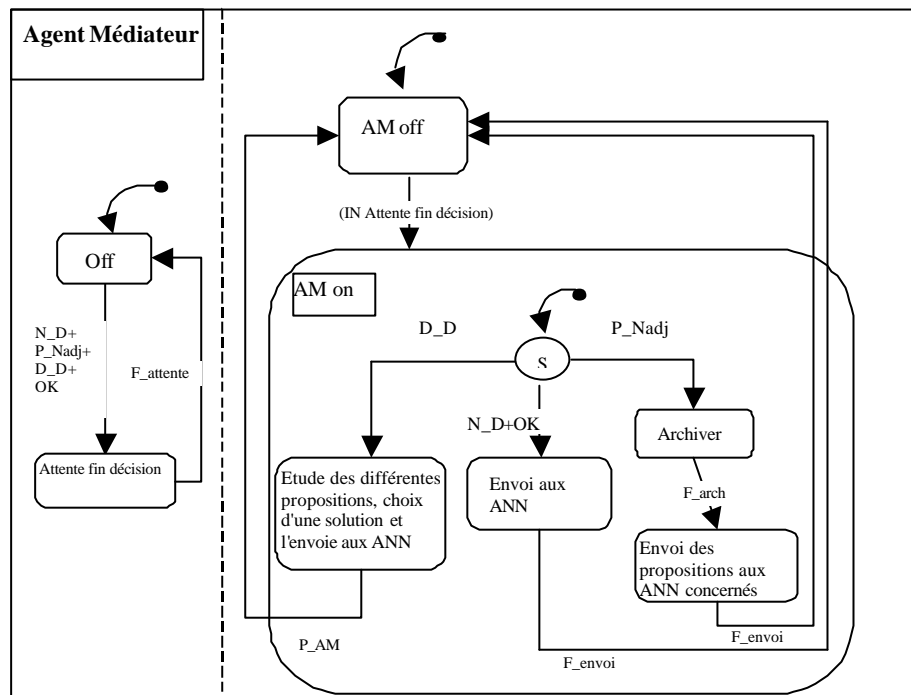 Agent Médiateur
AM off
(IN Attente fin décision)
Off
N_D+
P_Nadj+
D_D+
OK
F_attente
Attente fin décision
AM on
D_D
S
P_Nadj
N_D+OK
Archiver
Etude des différentes
propositions, choix
d'une solution et
l'envoie aux ANN
Envoi aux
ANN
F_arch
Envoi des
propositions aux
ANN concernés
P_AM
F_envoi
F_envoi